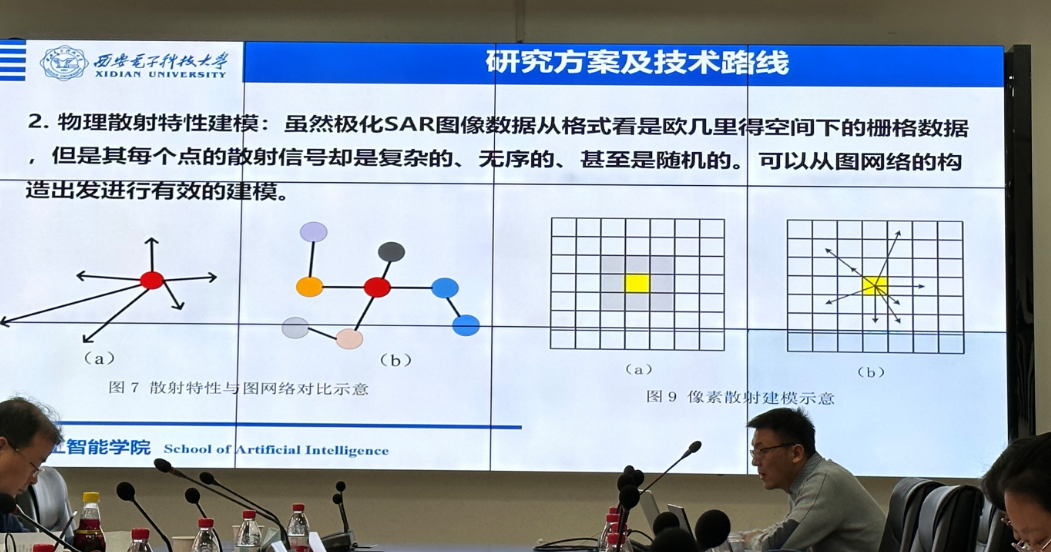 西安电子科技大学
XIDIAN UNIVERSITY
研究方案及技术路线
2. 物理散射特性建模：虽然极化SAR图像数据从格式看是欧几里得空间下的栅格数据
，但是其每个点的散射信号却是复杂的、无序的、甚至是随机的。可以从图网络的构
造出发进行有效的建模。
(a)
(b)
图 7 散射特性与图网络对比示意
(a)
(b)
图 9 像素散射建模示意
工智能学院 School of Artificial Intelligence